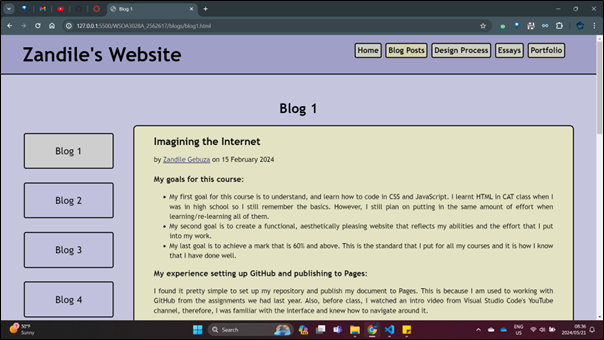 Blog 1
127.0.0.1:5500/WSOA3028A_2562617/blogs/blog1.html
Zandile's Website
Home
Blog Posts
Design Process
Essays
Portfolio
Blog 1
Blog 1
Blog 2
Blog 3
Blog 4
Imagining the Internet
by Zandile Gebuza on 15 February 2024
My goals for this course:
• My first goal for this course is to understand, and learn how to code in CSS and JavaScript. I learnt HTML in CAT class when I
was in high school so I still remember the basics. However, I still plan on putting in the same amount of effort when
learning/re-learning all of them.
• My second goal is to create a functional, aesthetically pleasing website that reflects my abilities and the effort that I put
into my work.
• My last goal is to achieve a mark that is 60% and above. This is the standard that I put for all my courses and it is how I know
that I have done well.
My experience setting up GitHub and publishing to Pages:
I found it pretty simple to set up my repository and publish my document to Pages. This is because I am used to working with
GitHub from the assignments we had last year. Also, before class, I watched an intro video from Visual Studio Code's YouTube
channel, therefore, I was familiar with the interface and knew how to navigate around it.
50°F
Sunny
Search
ENG
UC
08:36
2024/05/21